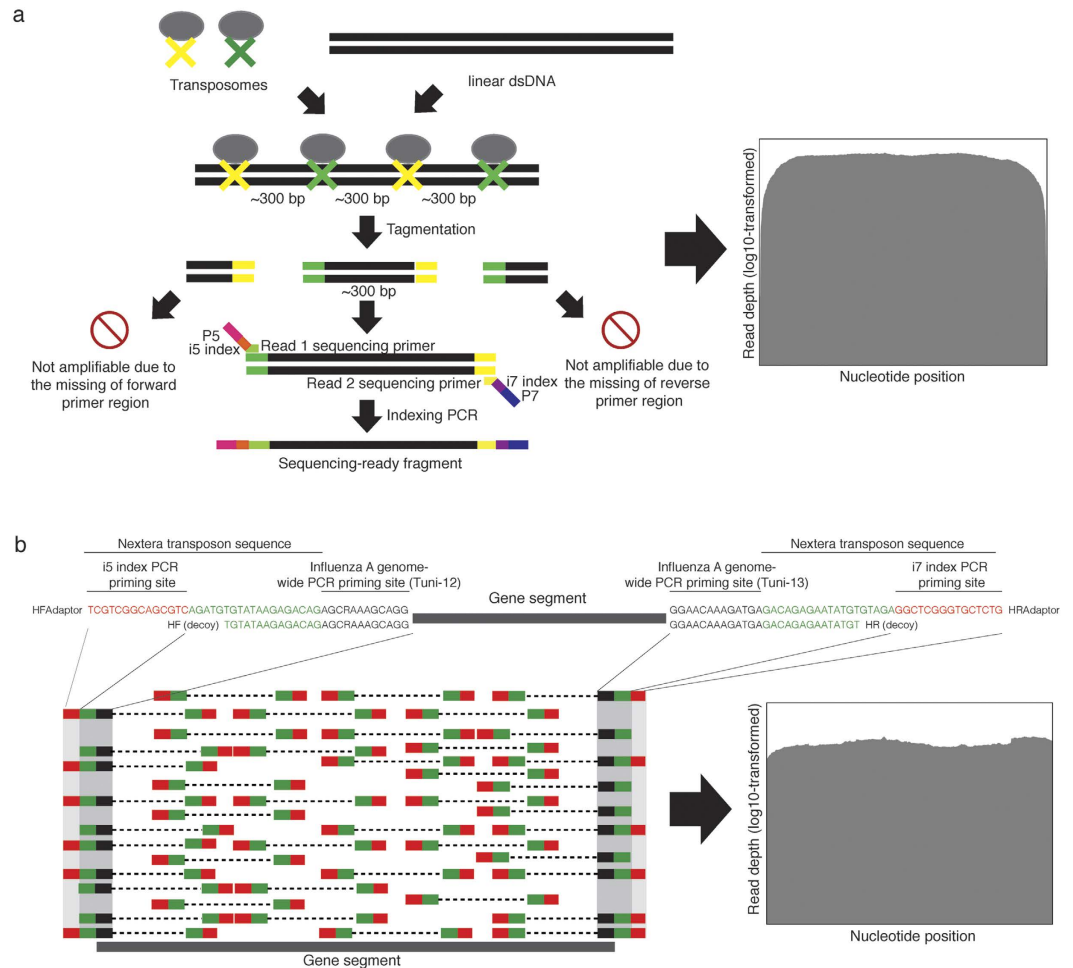 a
Transposomes
linear dsDNA
~300 bp
~300 bp
~300 bp
Tagmentation
~300 bp
P5
i5 index
Read 1 sequencing primer
Read 2 sequencing primer
i7 index
P7
Not amplifiable due to
the missing of forward
primer region
Not amplifiable due to
the missing of reverse
primer region
Indexing PCR
Sequencing-ready fragment
Read depth (log10-transformed)
Nucleotide position
b
Nextera transposon sequence
i5 index PCR
priming site
Influenza A genome-
wide PCR priming site (Tuni-12)
HFAdaptor TCGTCGGCAGCGTCAGATGTGTATAAGAGACAGAGCRAAAGCAGG
HF (decoy) TGTATAAGAGACAGAGCRAAAGCAGG
Gene segment
Nextera transposon sequence
Influenza A genome-
wide PCR priming site (Tuni-13)
i7 index PCR
priming site
GGAACAAAGATGAGACAGAGAATATGTGTAGAGGCTCGGGTGCTCTG HRAdaptor
GGAACAAAGATGAGACAGAGAATATGT HR (decoy)
Gene segment
Read depth (log10-transformed)
Nucleotide position